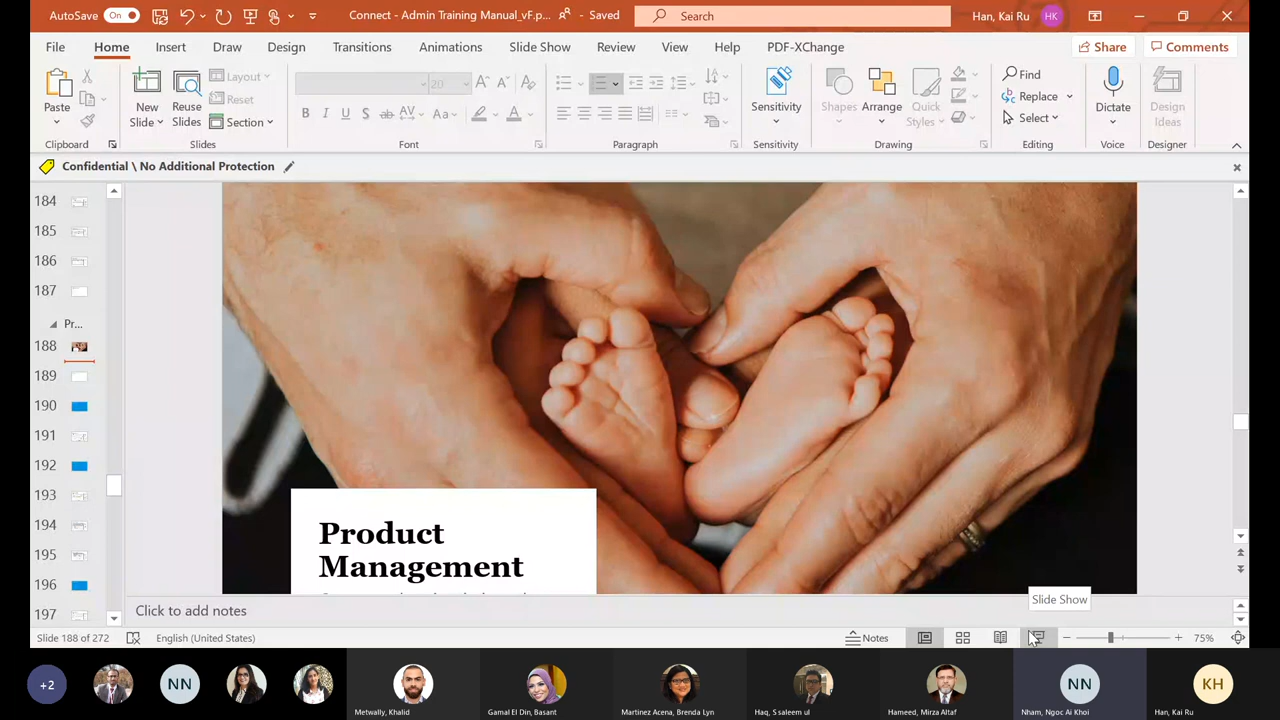 AutoSave On Connect - Admin Training Manual_vF.p... - Saved Search Han, Kai Ru HK
File Home Insert Draw Design Transitions Animations Slide Show Review View Help PDF-XChange Share Comments
Paste New Slide Reuse Slides Layout Reset Section 20 Sensitivity Shapes Arrange Quick Styles Find Replace Select Dictate Design Ideas
Clipboard Slides Font Paragraph Sensitivity Drawing Editing Voice Designer
Confidential \ No Additional Protection
184
185
186
187
Pr...
188
189
190
191
192
193
194
195
196
197
Product
Management
Slide Show
Click to add notes
Slide 188 of 272 English (United States) Notes 75%
+2 NN NN KH
Metwally, Khalid Gamal El Din, Basant Martinez Acena, Brenda Lyn Haq, S saleem ul Hameed, Mirza Altaf Nham, Ngoc Ai Khoi Han, Kai Ru